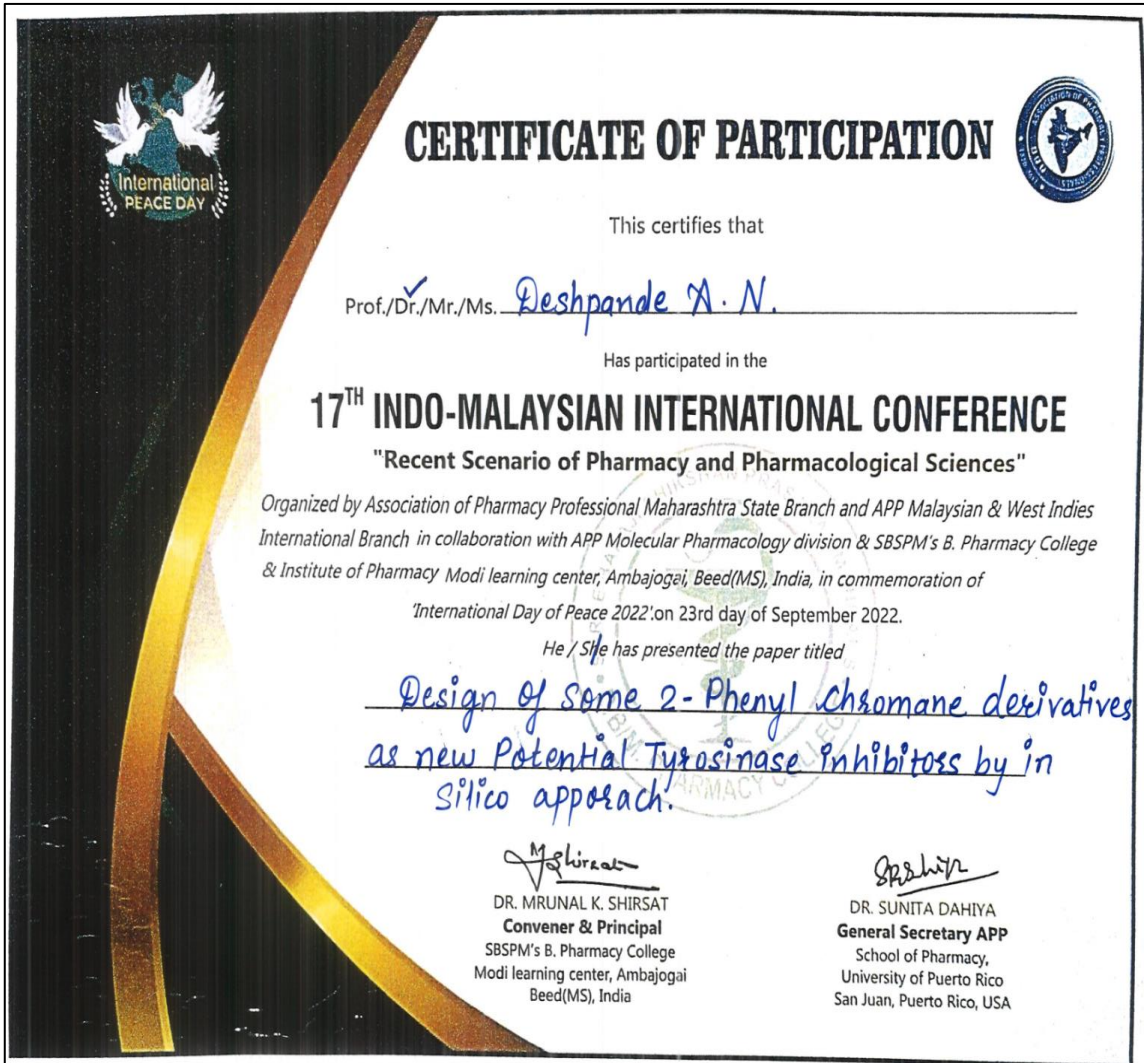 International
PEACE DAY
CERTIFICATE OF PARTICIPATION
ASSOCIATION OF PHARMACY PROFESSIONALS
This certifies that
Prof./Dr./Mr./Ms. Deshpande A. N.
Has participated in the
17TH INDO-MALAYSIAN INTERNATIONAL CONFERENCE
"Recent Scenario of Pharmacy and Pharmacological Sciences"
Organized by Association of Pharmacy Professional Maharashtra State Branch and APP Malaysian & West Indies
International Branch in collaboration with APP Molecular Pharmacology division & SBSPM's B. Pharmacy College
& Institute of Pharmacy Modi learning center, Ambajogai, Beed(MS), India, in commemoration of
'International Day of Peace 2022'.on 23rd day of September 2022.
He / She has presented the paper titled
Design of Some 2-Phenyl Chromane derivatives
as new Potential Tyrosinase inhibitors by in
Silico apporach.
DR. MRUNAL K. SHIRSAT
Convener & Principal
SBSPM's B. Pharmacy College
Modi learning center, Ambajogai
Beed(MS), India
DR. SUNITA DAHIYA
General Secretary APP
School of Pharmacy,
University of Puerto Rico
San Juan, Puerto Rico, USA